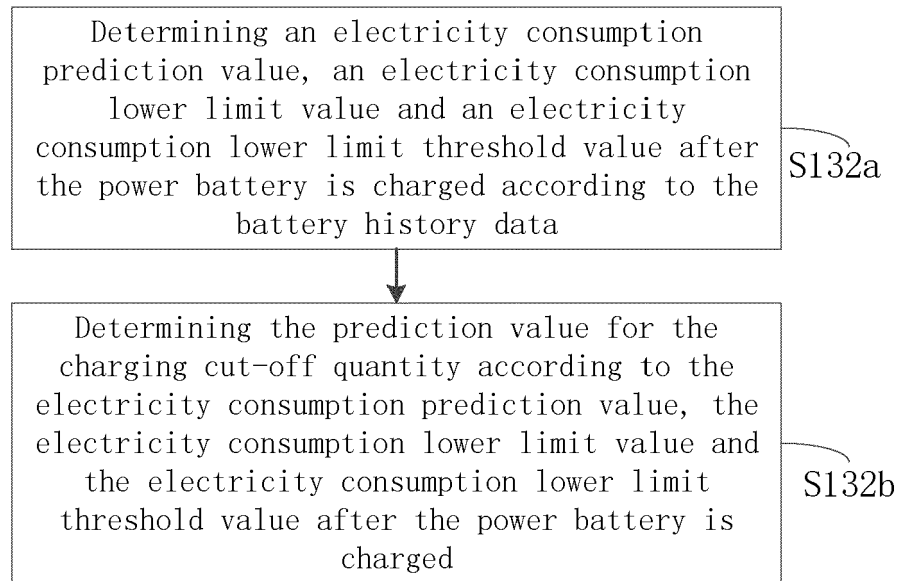 Determining an electricity consumption
prediction value, an electricity consumption
lower limit value and an electricity
consumption lower limit threshold value after
the power battery is charged according to the
battery history data
S132a
Determining the prediction value for the
charging cut-off quantity according to the
electricity consumption prediction value, the
electricity consumption lower limit value and
the electricity consumption lower limit
threshold value after the power battery is
charged
S132b